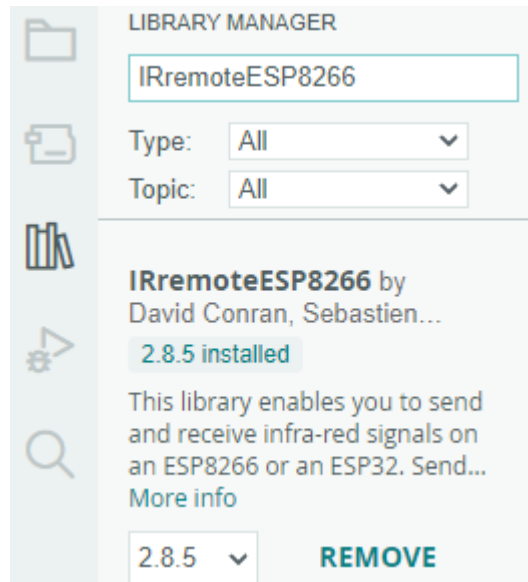 LIBRARY MANAGER
IRremoteESP8266
Type: All
Topic: All
IRremoteESP8266 by
David Conran, Sebastien...
2.8.5 installed
This library enables you to send
and receive infra-red signals on
an ESP8266 or an ESP32. Send...
More info
2.8.5 REMOVE